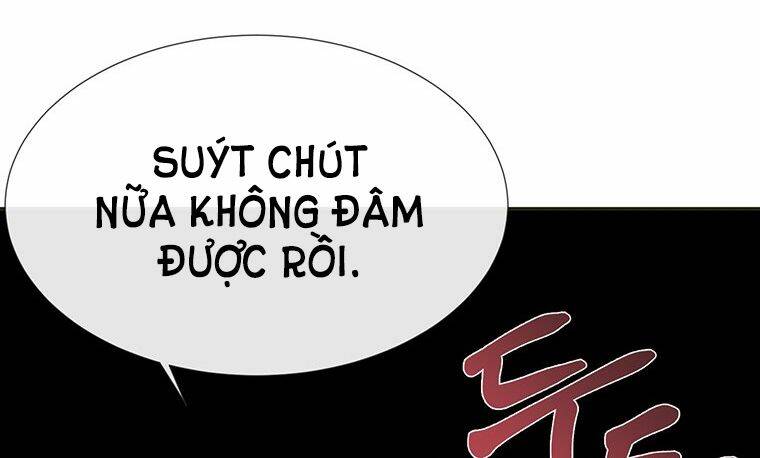 SUÝT CHÚT
NỮA KHÔNG ĐÂM
ĐƯỢC RỒI.